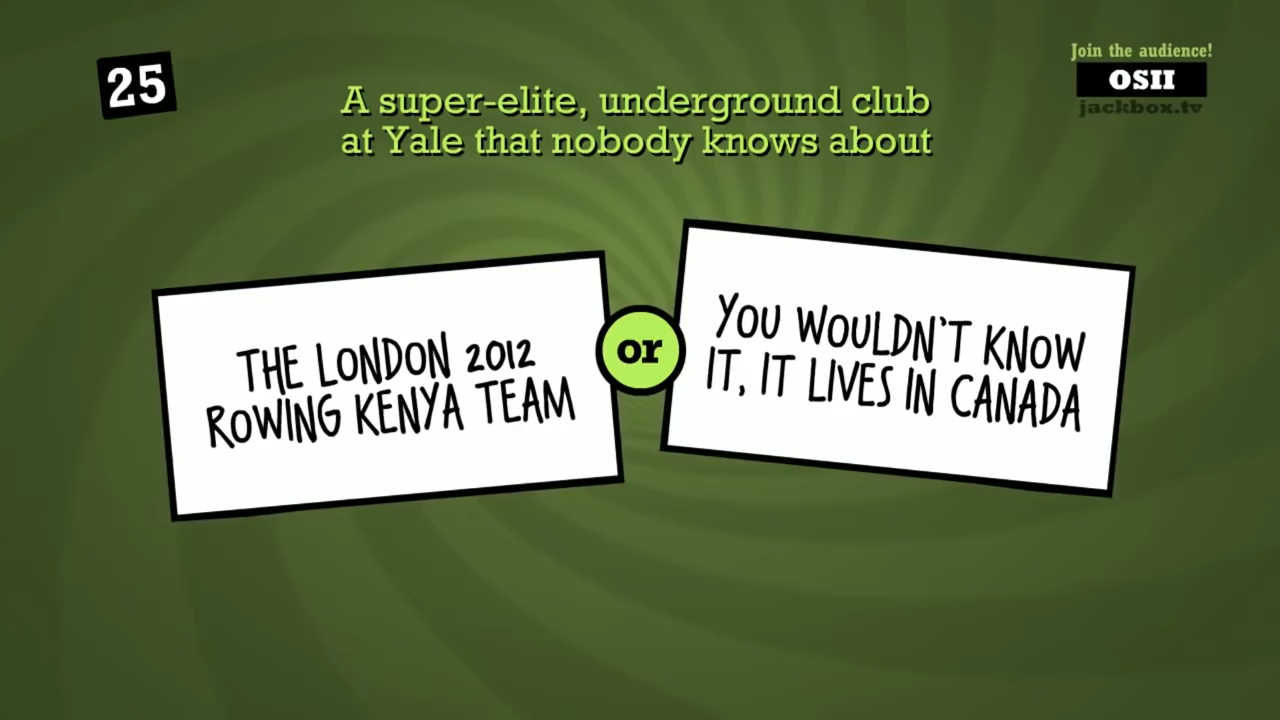 25
Join the audience!
OSII
jackbox.tv
A super-elite, underground club
at Yale that nobody knows about
THE LONDON 2012
ROWING KENYA TEAM
or
YOU WOULDN'T KNOW
IT, IT LIVES IN CANADA